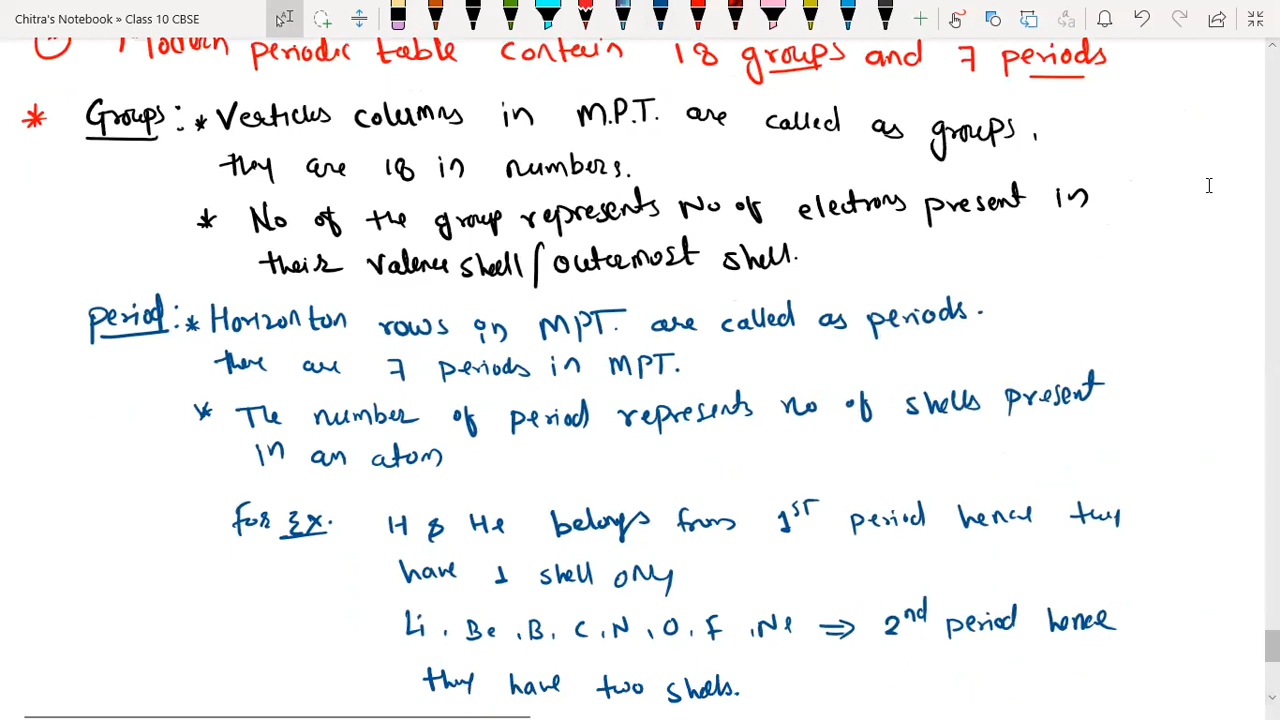 Chitra's Notebook » Class 10 CBSE
Modern periodic table contain 18 groups and 7 periods
* Groups: * Verticles columns in M.P.T. are called as groups.
they are 18 in numbers.
* No of the group represents No of electrons present in
their valence shell/outermost shell.
period: * Horizonton rows in MPT. are called as periods.
there are 7 periods in MPT.
* The number of period represents no of shells present
in an atom
for Ex. H & He belongs from 1ST period hence they
have 1 shell only
Li, Be, B, C, N, O, F, Ne ⇒ 2nd period hence
they have two shells.